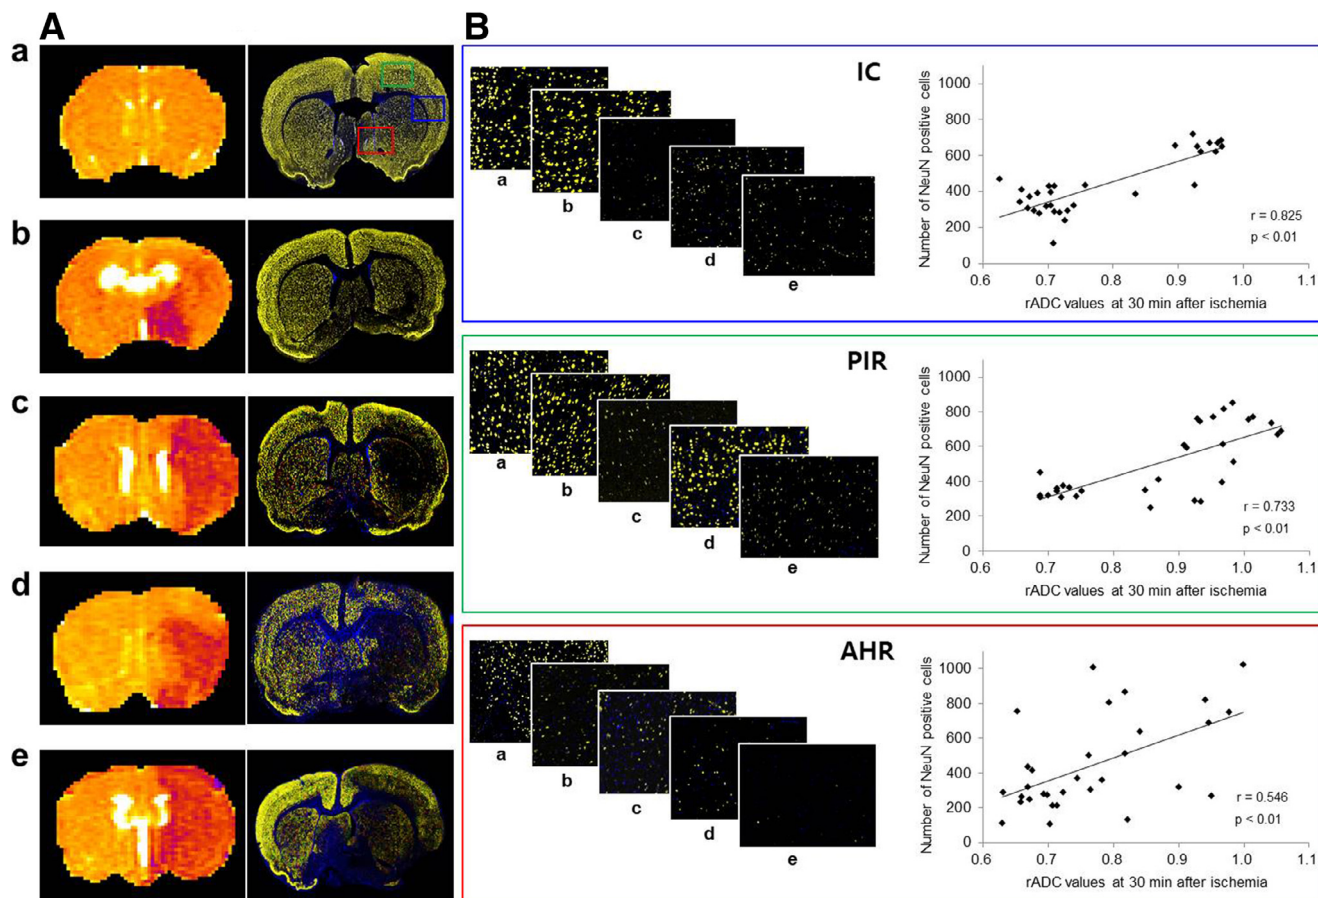 A
B
a
b
c
d
e
IC
a
b
c
d
e
Number of NeuN positive cells
1000
800
600
400
200
0
0.6 0.7 0.8 0.9 1.0 1.1
r = 0.825
p < 0.01
rADC values at 30 min after ischemia
PIR
a
b
c
d
e
Number of NeuN positive cells
1000
800
600
400
200
0
0.6 0.7 0.8 0.9 1.0 1.1
r = 0.733
p < 0.01
rADC values at 30 min after ischemia
AHR
a
b
c
d
e
Number of NeuN positive cells
1000
800
600
400
200
0
0.6 0.7 0.8 0.9 1.0 1.1
r = 0.546
p < 0.01
rADC values at 30 min after ischemia